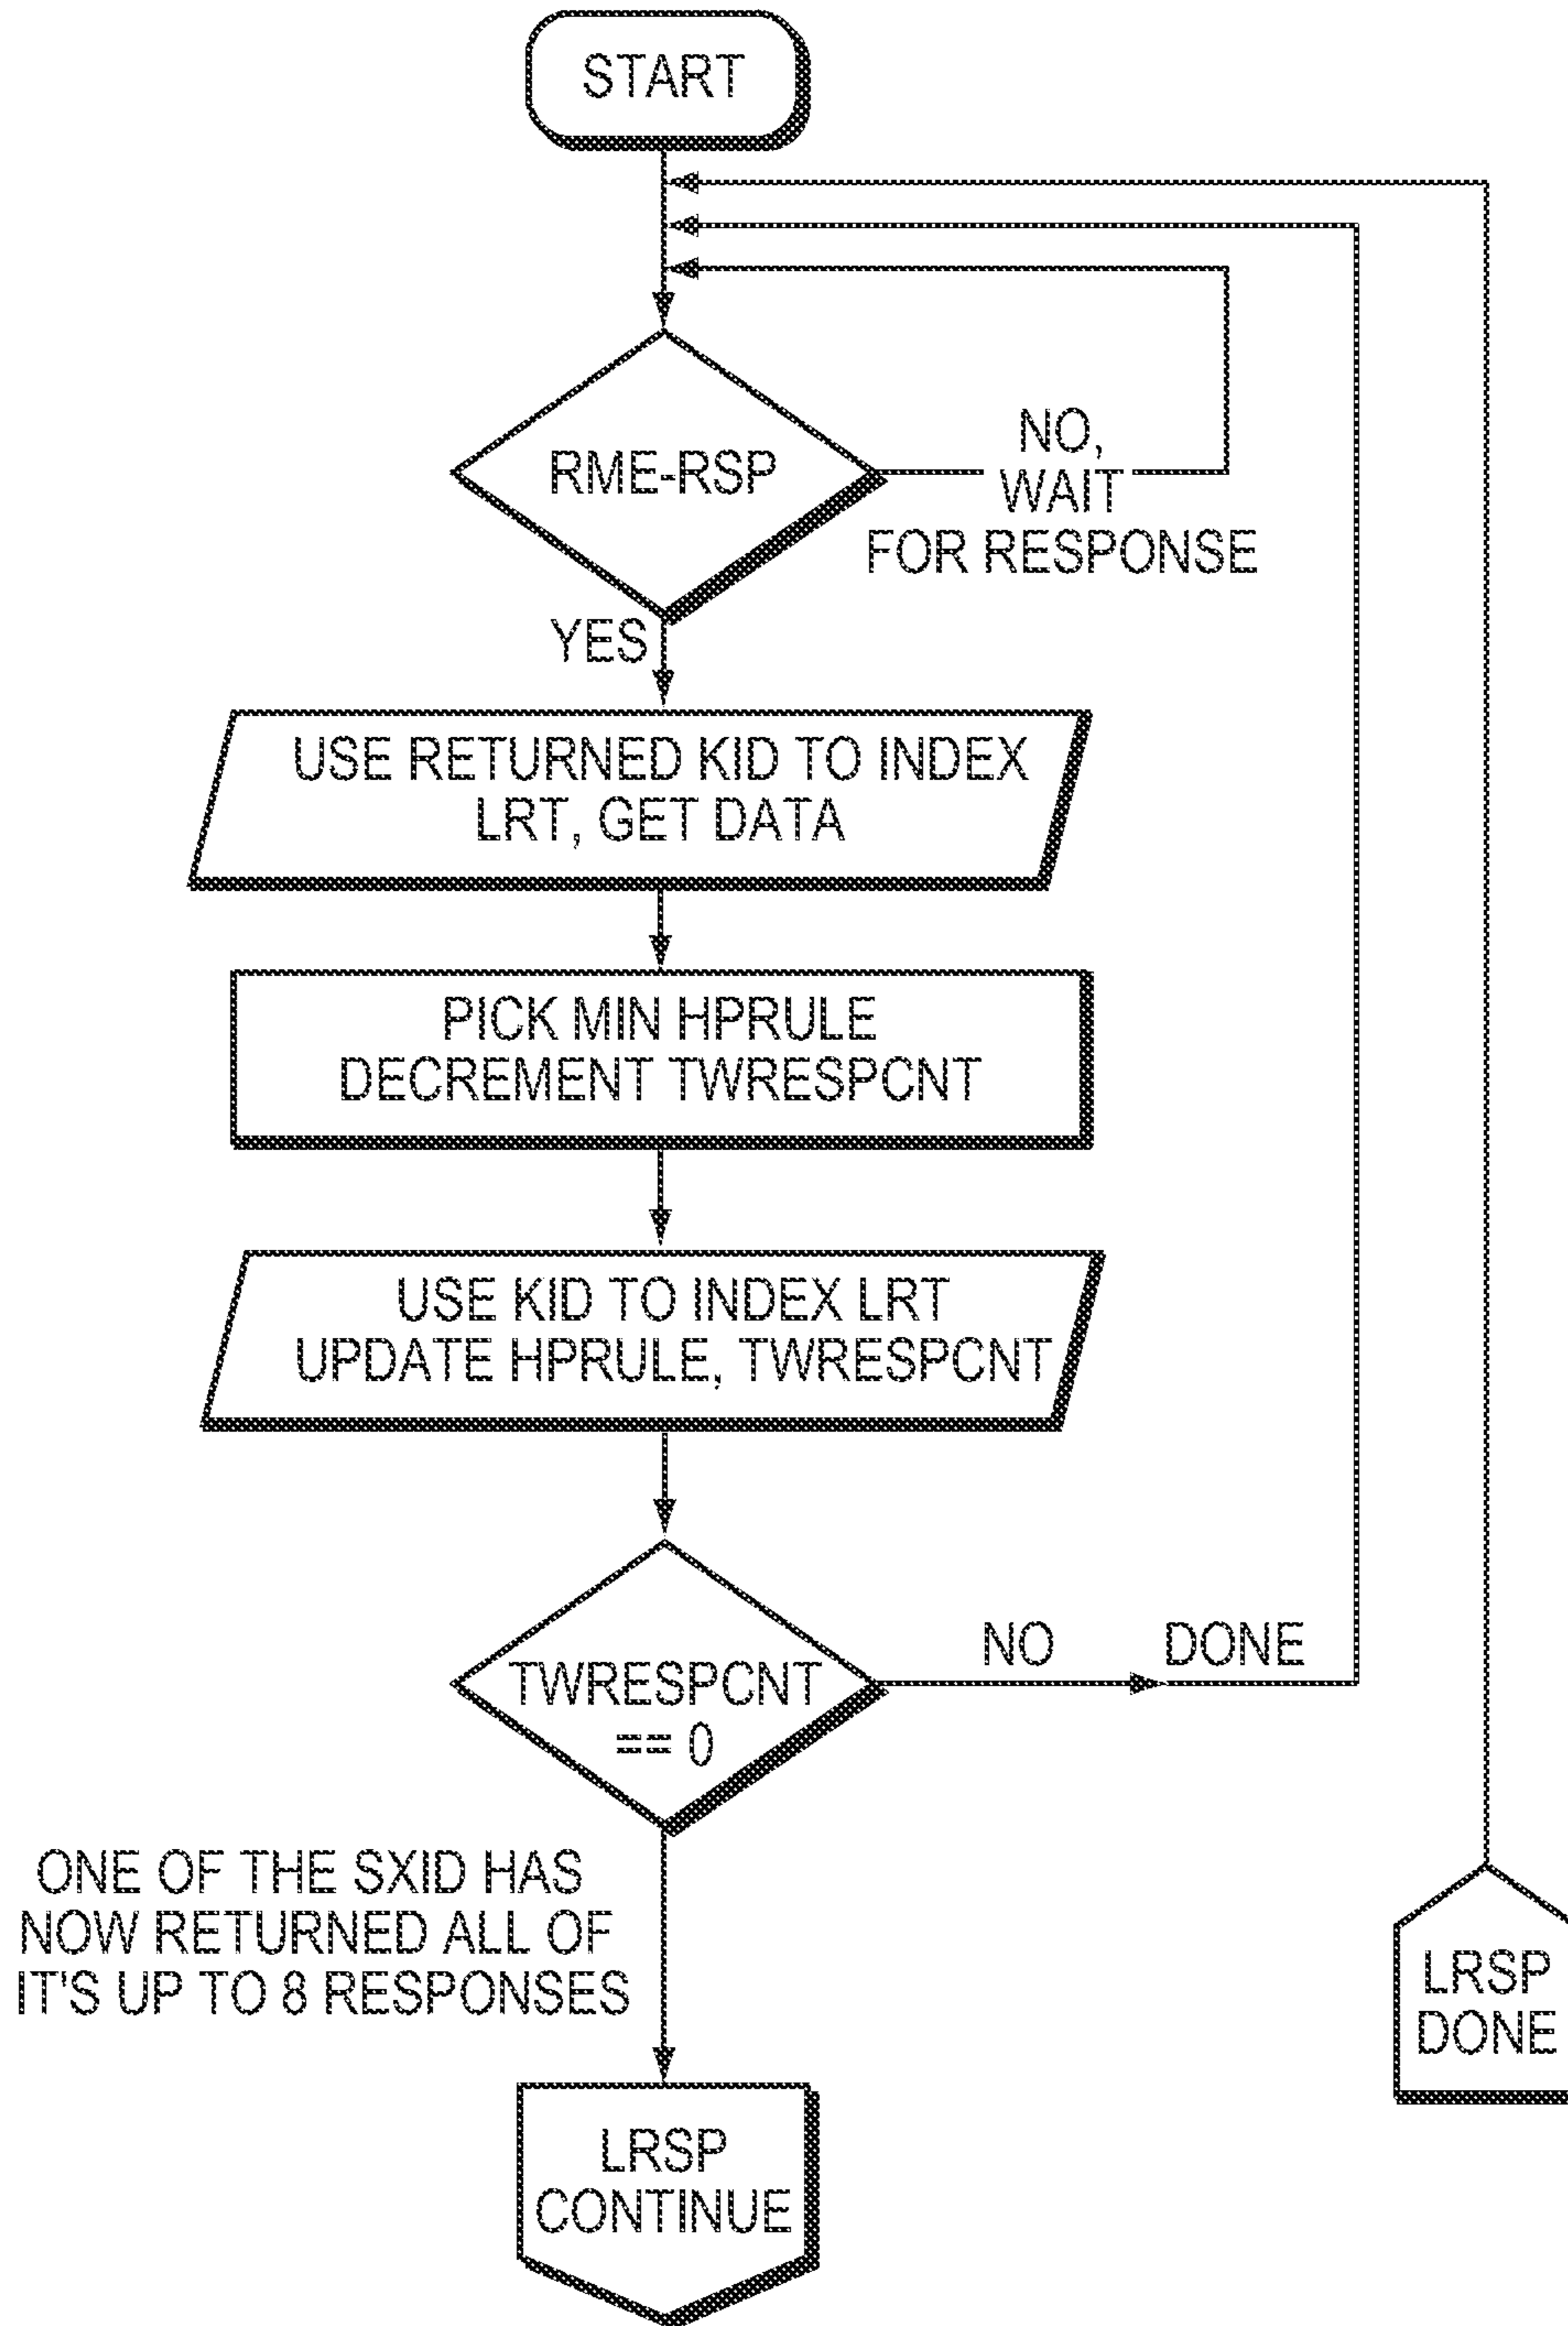 START
RME-RSP
NO,
WAIT
FOR RESPONSE
YES
USE RETURNED KID TO INDEX
LRT, GET DATA
PICK MIN HPRULE
DECREMENT TWRESPCNT
USE KID TO INDEX LRT
UPDATE HPRULE, TWRESPCNT
TWRESPCNT
== 0
NO
DONE
ONE OF THE SXID HAS
NOW RETURNED ALL OF
IT'S UP TO 8 RESPONSES
LRSP
DONE
LRSP
CONTINUE